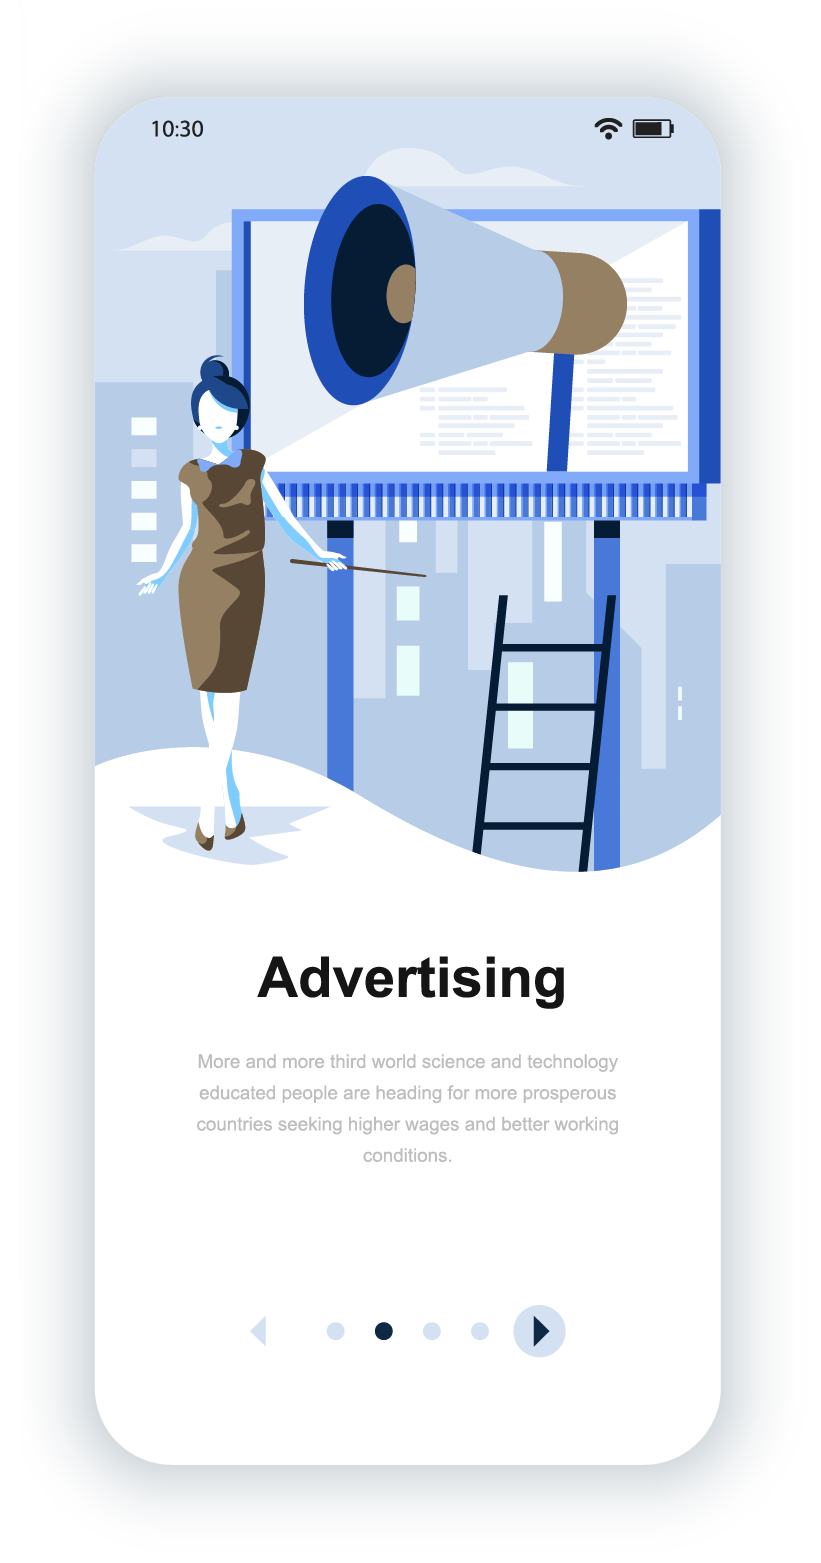 10:30
Advertising
More and more third world science and technology
educated people are heading for more prosperous
countries seeking higher wages and better working
conditions.